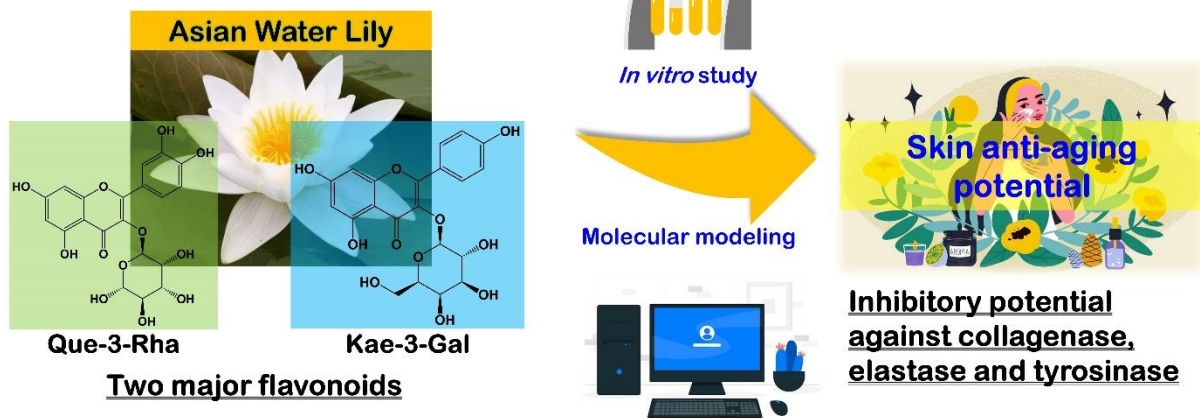 Asian Water Lily
OH
OH
HO
O
O
OH
O
OH
HO
OH
OH
Que-3-Rha
OH
HO
O
O
OH
O
O
OH
HO
OH
OH
Kae-3-Gal
Two major flavonoids
In vitro study
Molecular modeling
Skin anti-aging
potential
AROMA
Inhibitory potential
against collagenase,
elastase and tyrosinase